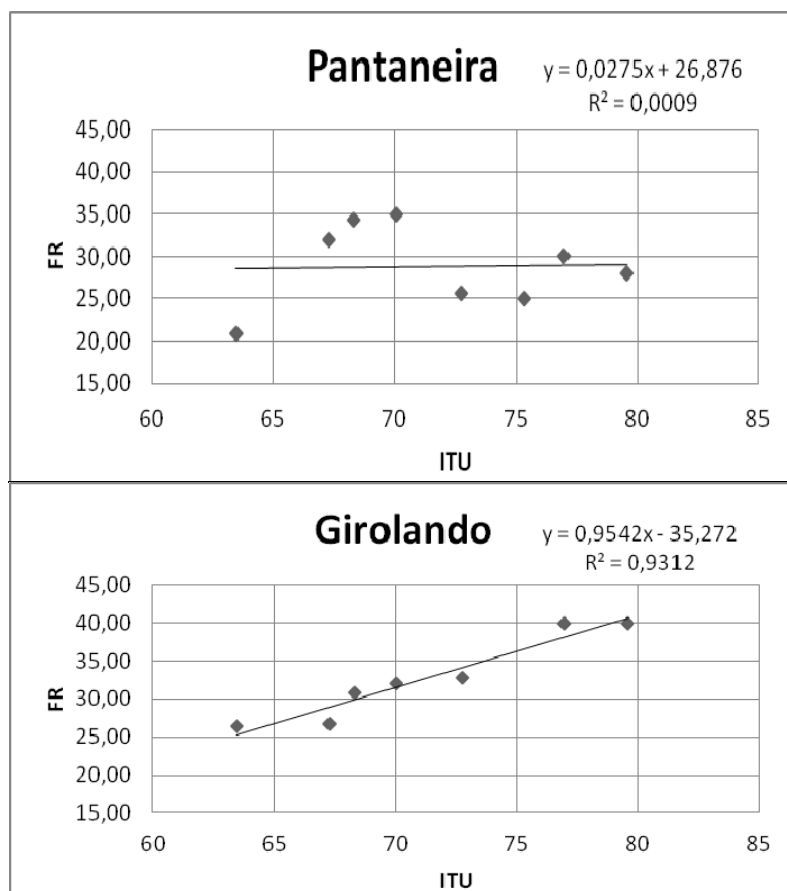 Pantaneira
y = 0,0275x + 26,876
R² = 0,0009
45,00
40,00
35,00
30,00
25,00
20,00
15,00
FR
60 65 70 75 80 85
ITU
Girolando
y = 0,9542x - 35,272
R² = 0,9312
45,00
40,00
35,00
30,00
25,00
20,00
15,00
FR
60 65 70 75 80 85
ITU